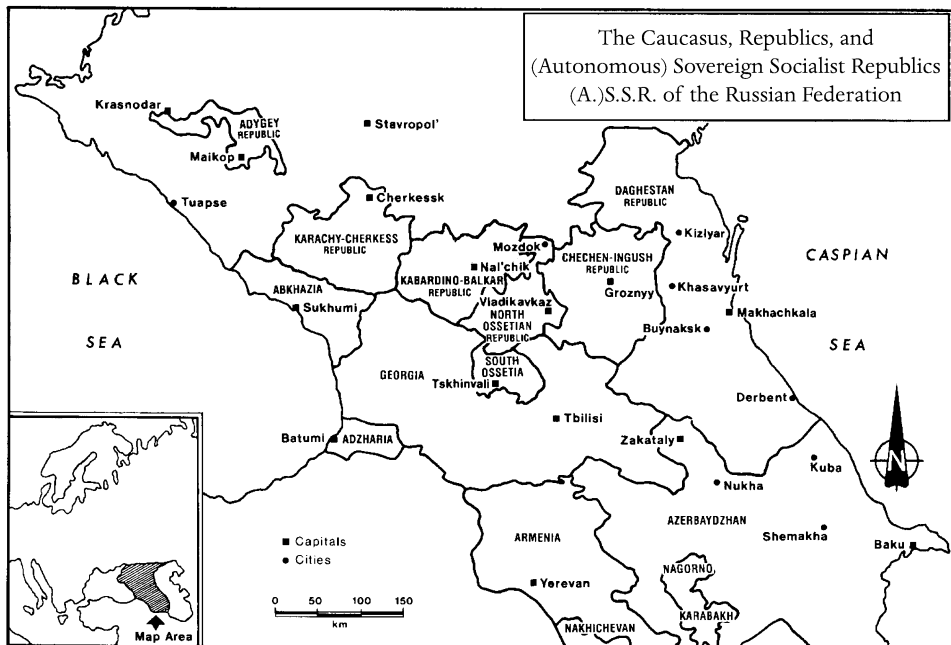 The Caucasus, Republics, and
(Autonomous) Sovereign Socialist Republics
(A.)S.S.R. of the Russian Federation
Krasnodar
ADYGEY
REPUBLIC
Stavropol'
Maikop
Tuapse
Cherkessk
KARACHY-CHERKESS
REPUBLIC
DAGHESTAN
REPUBLIC
Kizlyar
Mozdok
CHECHEN-INGUSH
REPUBLIC
Groznyy
CASPIAN
SEA
BLACK
SEA
Nal'chik
KABARDINO-BALKAR
REPUBLIC
Khasavyurt
ABKHAZIA
Sukhumi
Vladikavkaz
NORTH
OSSETIAN
REPUBLIC
Makhachkala
Buynaksk
SOUTH
OSSETIA
GEORGIA
Tskhinvali
Derbent
Tbilisi
Batumi
ADZHARIA
Zakataly
N
Kuba
Nukha
AZERBAYDZHAN
Shemakha
Baku
ARMENIA
Capitals
Cities
NAGORNO
Yerevan
KARABAKH
0 50 100 150
km
NAKHICHEVAN
Map Area